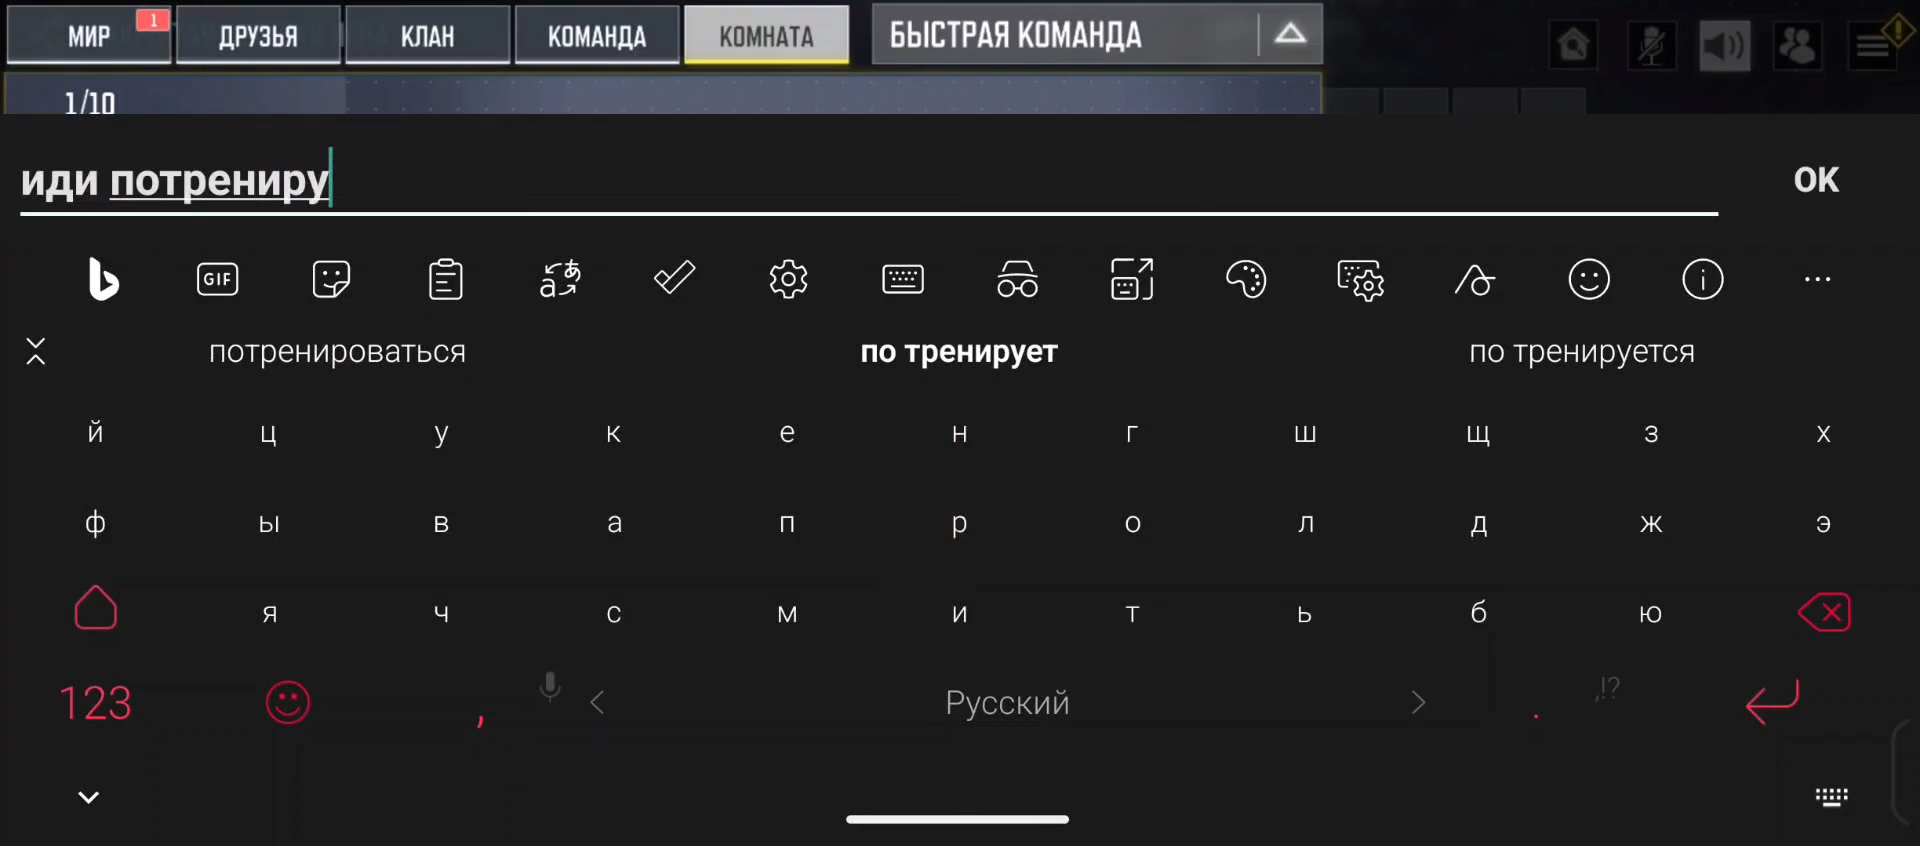 МИР 1 ДРУЗЬЯ КЛАН КОМАНДА КОМНАТА БЫСТРАЯ КОМАНДА
1/10
иди потрениру OK
GIF
потренироваться по тренирует по тренируется
й ц у к е н г ш щ з х
ф ы в а п р о л д ж э
я ч с м и т ь б ю
123 , < Русский > . ,!?